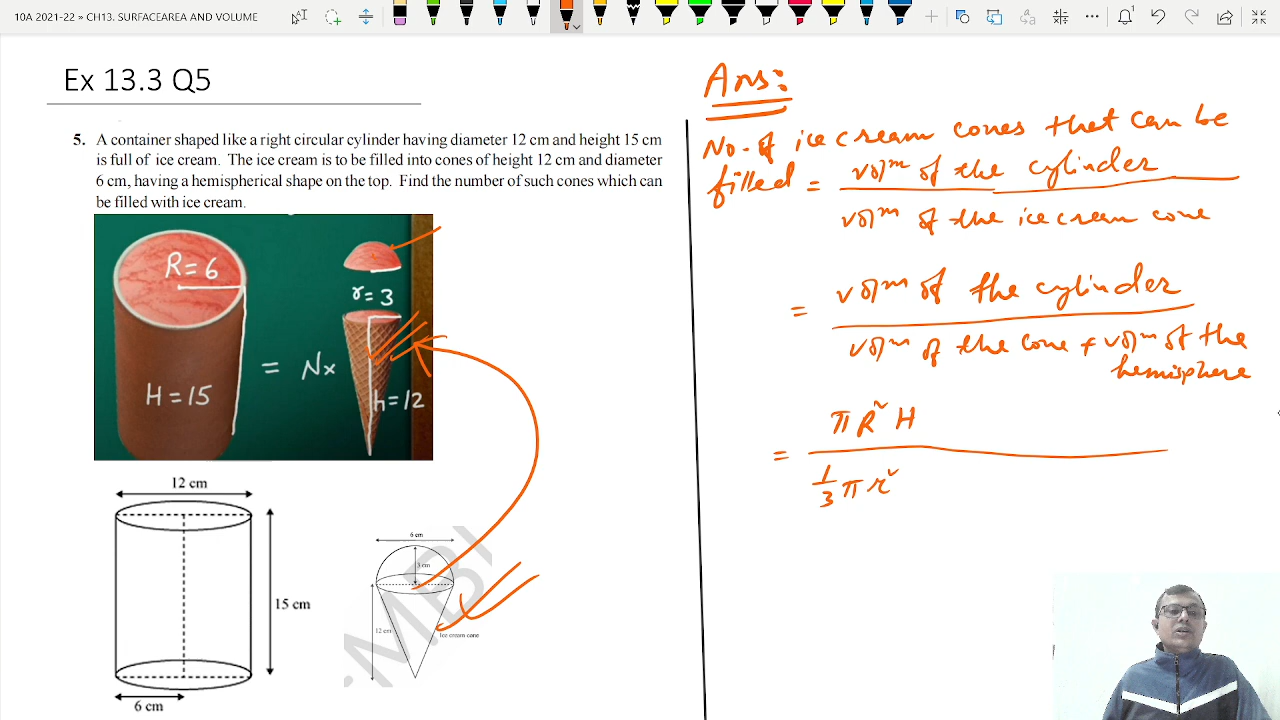 10A 2021-22 » CH13. SURFACEAREA AND VOLUME
Ex 13.3 Q5
5. A container shaped like a right circular cylinder having diameter 12 cm and height 15 cm
is full of ice cream. The ice cream is to be filled into cones of height 12 cm and diameter
6 cm, having a hemispherical shape on the top. Find the number of such cones which can
be filled with ice cream.
R=6
r=3
= N×
H=15
h=12
12 cm
15 cm
6 cm
6 cm
3 cm
12 cm
Ice cream cone
Ans:
No. of ice cream cones that can be
filled = volm of the cylinder
volm of the ice cream cone
= volm of the cylinder
volm of the cone + volm of the
hemisphere
= πR²H
1/3 πr²